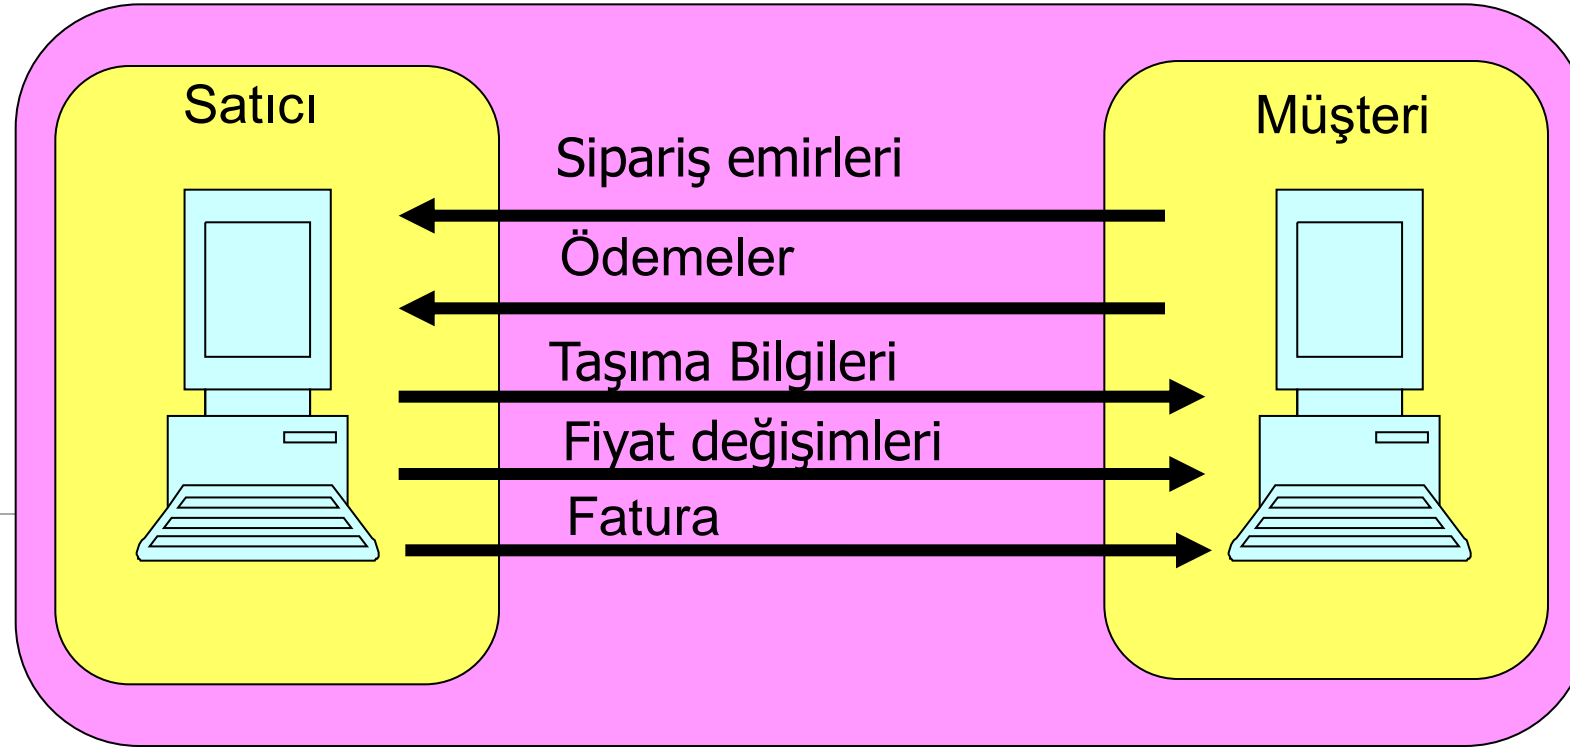 Satıcı
Müşteri
Sipariş emirleri
Ödemeler
Taşıma Bilgileri
Fiyat değişimleri
Fatura